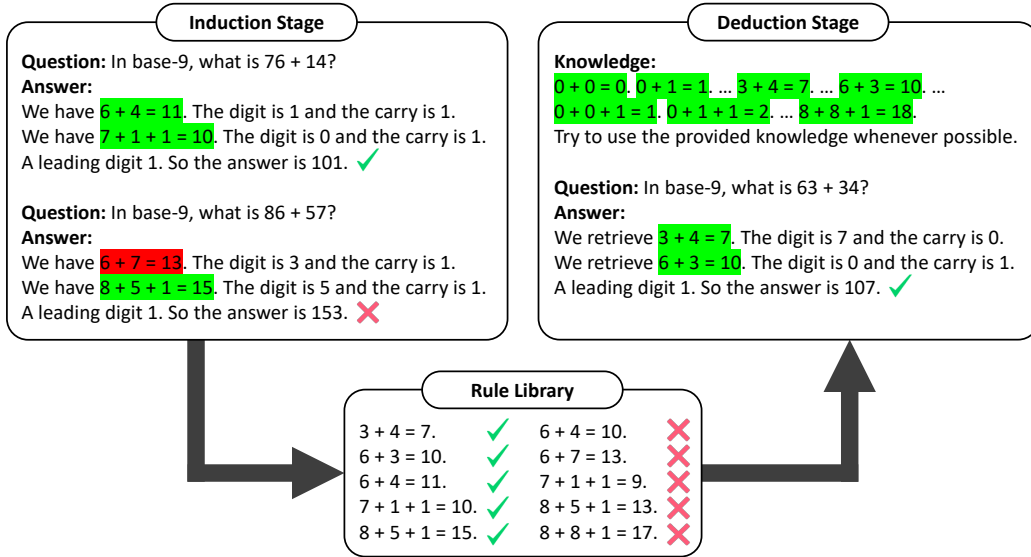 Induction Stage
Question: In base-9, what is 76 + 14?
Answer:
We have 6 + 4 = 11. The digit is 1 and the carry is 1.
We have 7 + 1 + 1 = 10. The digit is 0 and the carry is 1.
A leading digit 1. So the answer is 101.
Question: In base-9, what is 86 + 57?
Answer:
We have 6 + 7 = 13. The digit is 3 and the carry is 1.
We have 8 + 5 + 1 = 15. The digit is 5 and the carry is 1.
A leading digit 1. So the answer is 153.
Deduction Stage
Knowledge:
0 + 0 = 0. 0 + 1 = 1. ... 3 + 4 = 7. ... 6 + 3 = 10. ...
0 + 0 + 1 = 1. 0 + 1 + 1 = 2. ... 8 + 8 + 1 = 18.
Try to use the provided knowledge whenever possible.
Question: In base-9, what is 63 + 34?
Answer:
We retrieve 3 + 4 = 7. The digit is 7 and the carry is 0.
We retrieve 6 + 3 = 10. The digit is 0 and the carry is 1.
A leading digit 1. So the answer is 107.
Rule Library
3 + 4 = 7. 6 + 4 = 10.
6 + 3 = 10. 6 + 7 = 13.
6 + 4 = 11. 7 + 1 + 1 = 9.
7 + 1 + 1 = 10. 8 + 5 + 1 = 13.
8 + 5 + 1 = 15. 8 + 8 + 1 = 17.